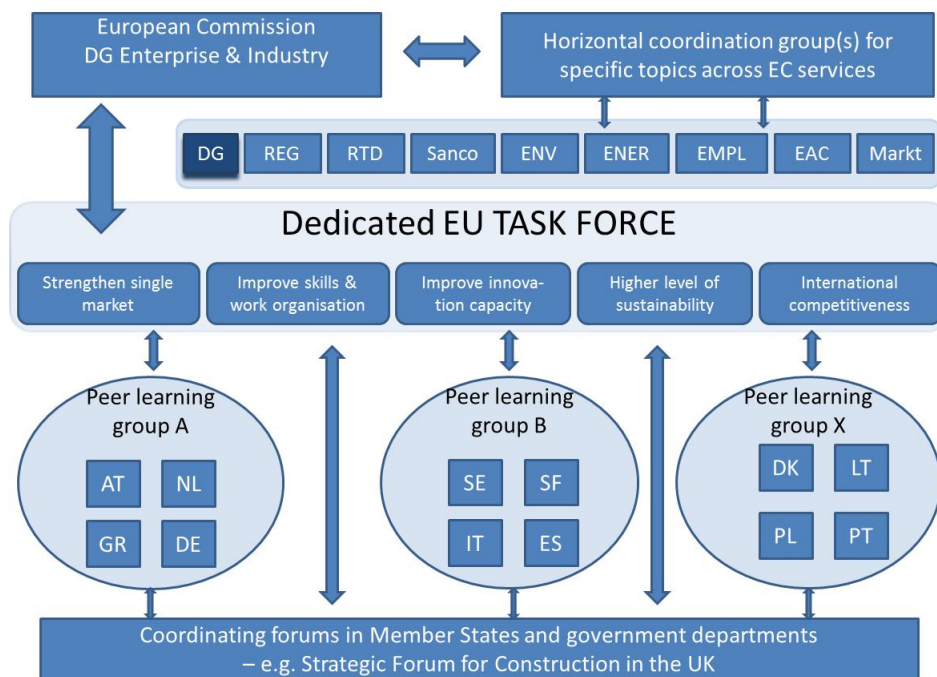 European Commission
DG Enterprise & Industry
Horizontal coordination group(s) for
specific topics across EC services
DG REG RTD Sanco ENV ENER EMPL EAC Markt
Dedicated EU TASK FORCE
Strengthen single
market
Improve skills &
work organisation
Improve innova-
tion capacity
Higher level of
sustainability
International
competitiveness
Peer learning
group A
AT NL
GR DE
Peer learning
group B
SE SF
IT ES
Peer learning
group X
DK LT
PL PT
Coordinating forums in Member States and government departments
– e.g. Strategic Forum for Construction in the UK